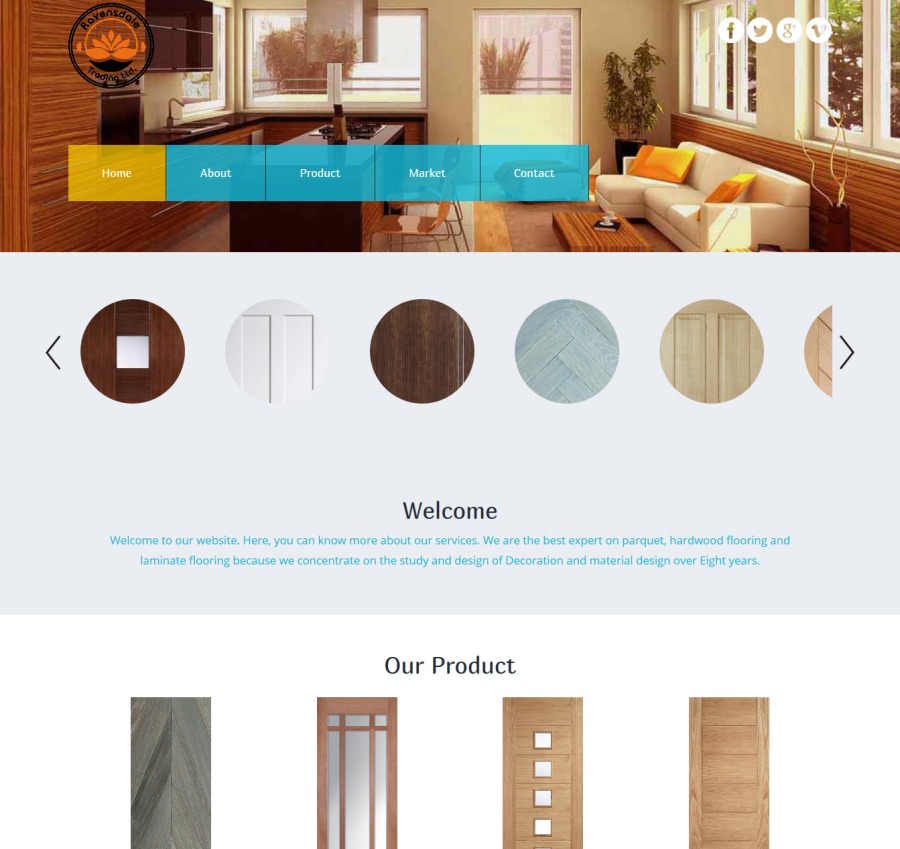 Ravensdale
Trading Ltd.
Home
About
Product
Market
Contact
Welcome
Welcome to our website. Here, you can know more about our services. We are the best expert on parquet, hardwood flooring and
laminate flooring because we concentrate on the study and design of Decoration and material design over Eight years.
Our Product